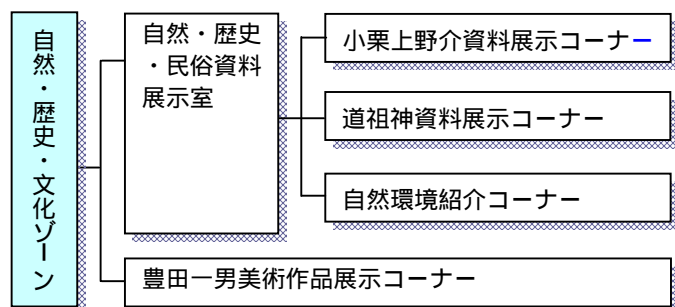 自然・歴史・文化ゾーン
自然・歴史
・民俗資料
展示室
小栗上野介資料展示コーナー
道祖神資料展示コーナー
自然環境紹介コーナー
豊田一男美術作品展示コーナー